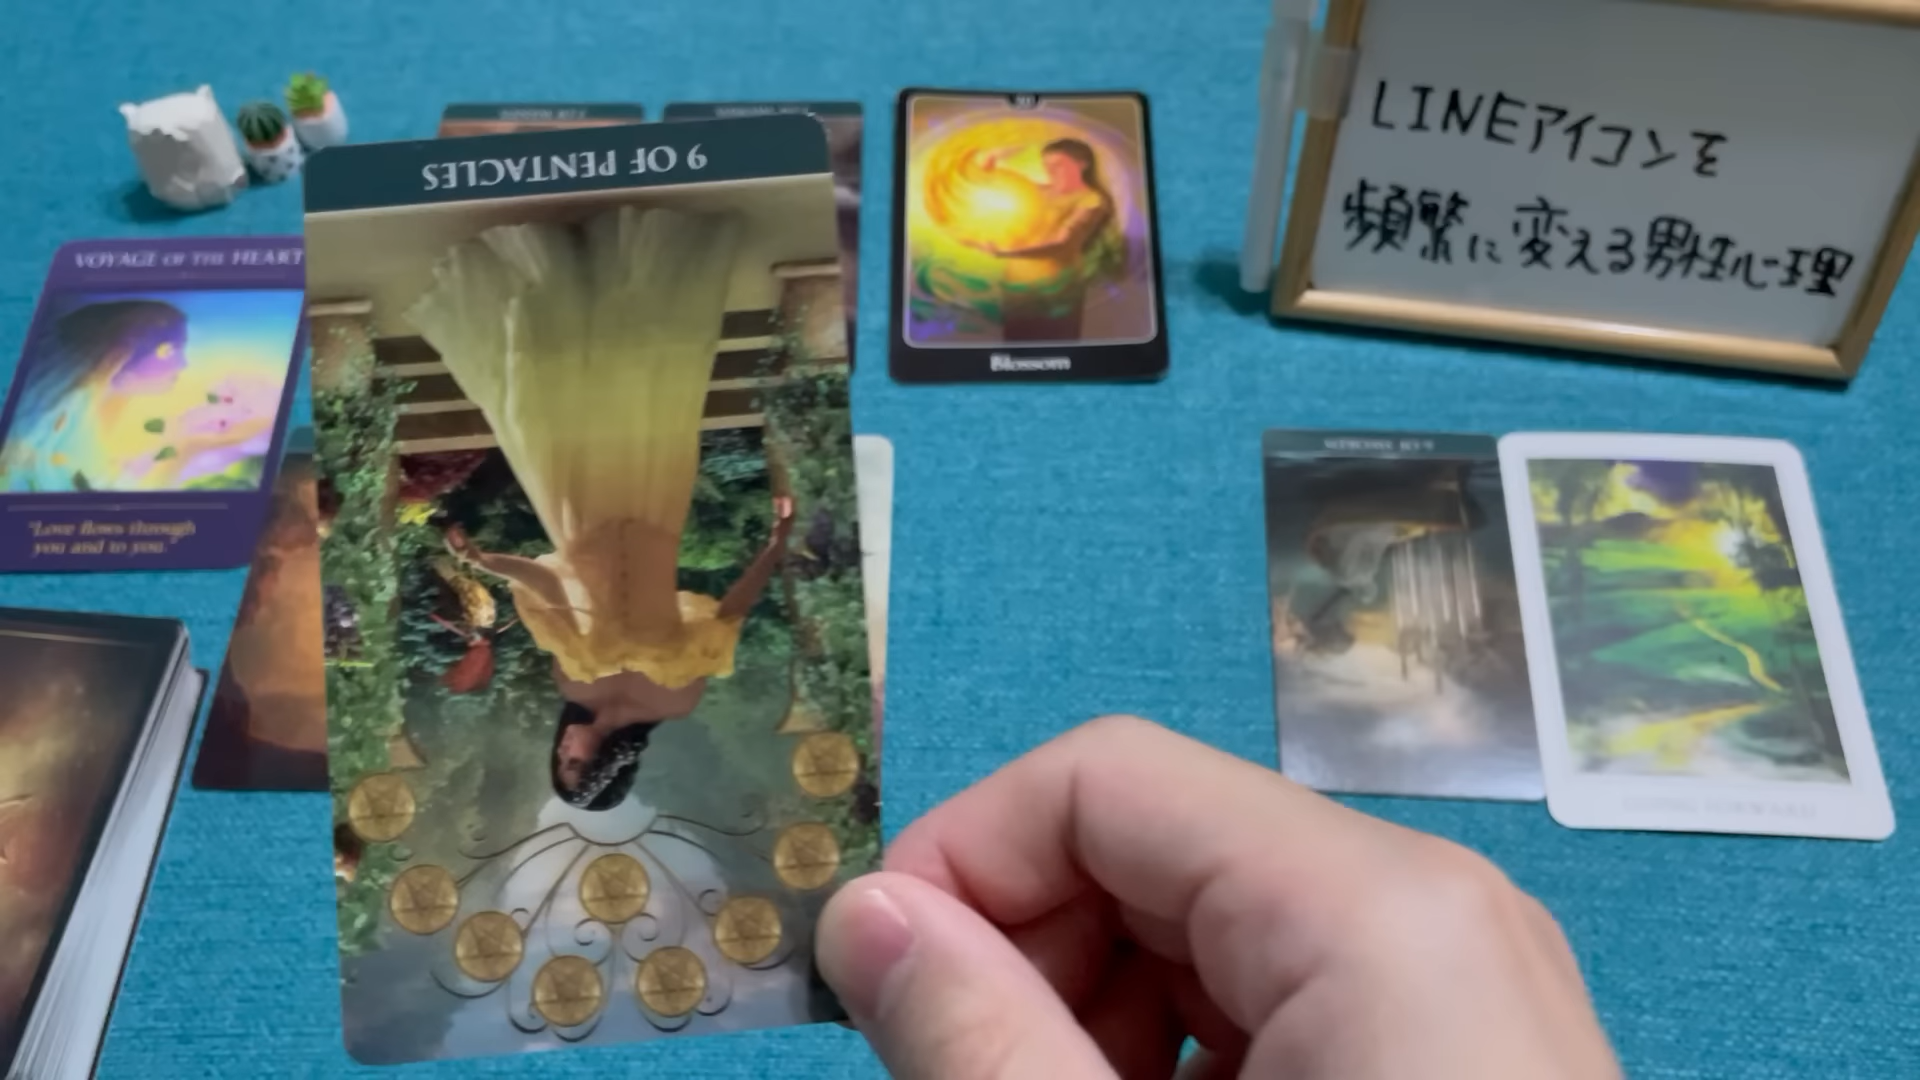 9 OF PENTACLES
LINEアイコンを
頻繁に変える男性心理
VOYAGE OF THE HEART
"Love flows through
you and to you."
Blossom